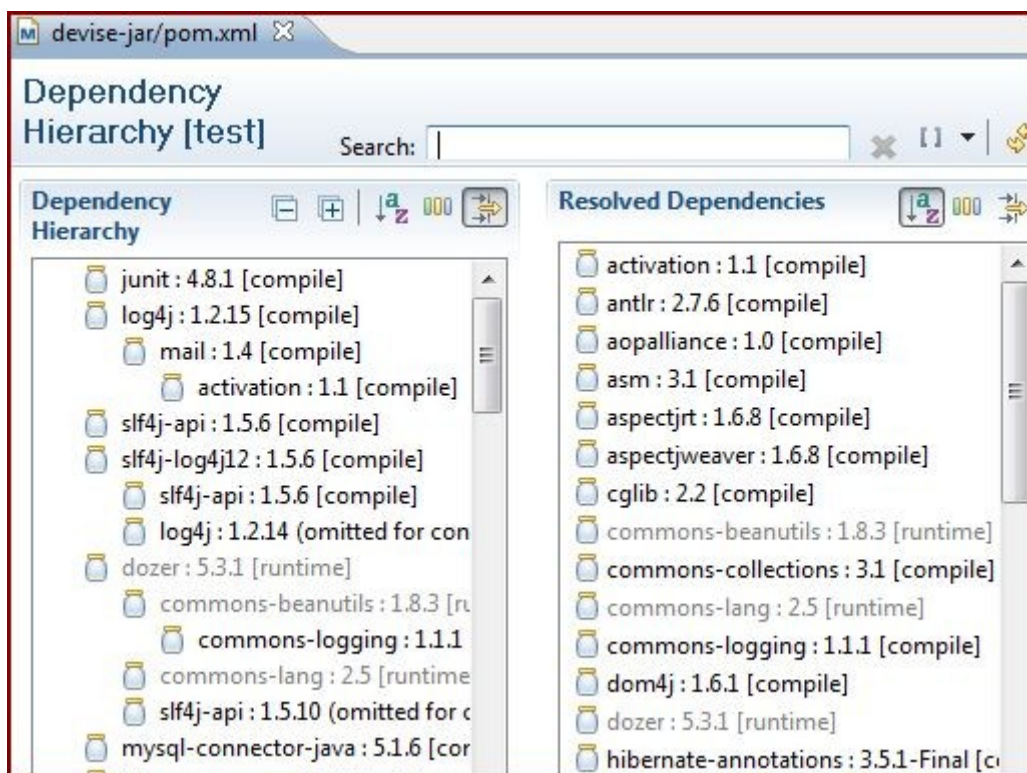 devise-jar/pom.xml
Dependency
Hierarchy [test]
Search:
Dependency
Hierarchy
junit : 4.8.1 [compile]
log4j : 1.2.15 [compile]
mail : 1.4 [compile]
activation : 1.1 [compile]
slf4j-api : 1.5.6 [compile]
slf4j-log4j12 : 1.5.6 [compile]
slf4j-api : 1.5.6 [compile]
log4j : 1.2.14 (omitted for con
dozer : 5.3.1 [runtime]
commons-beanutils : 1.8.3 [ru
commons-logging : 1.1.1
commons-lang : 2.5 [runtime
slf4j-api : 1.5.10 (omitted for c
mysql-connector-java : 5.1.6 [cor
Resolved Dependencies
activation : 1.1 [compile]
antlr : 2.7.6 [compile]
aopalliance : 1.0 [compile]
asm : 3.1 [compile]
aspectjrt : 1.6.8 [compile]
aspectjweaver : 1.6.8 [compile]
cglib : 2.2 [compile]
commons-beanutils : 1.8.3 [runtime]
commons-collections : 3.1 [compile]
commons-lang : 2.5 [runtime]
commons-logging : 1.1.1 [compile]
dom4j : 1.6.1 [compile]
dozer : 5.3.1 [runtime]
hibernate-annotations : 3.5.1-Final [c